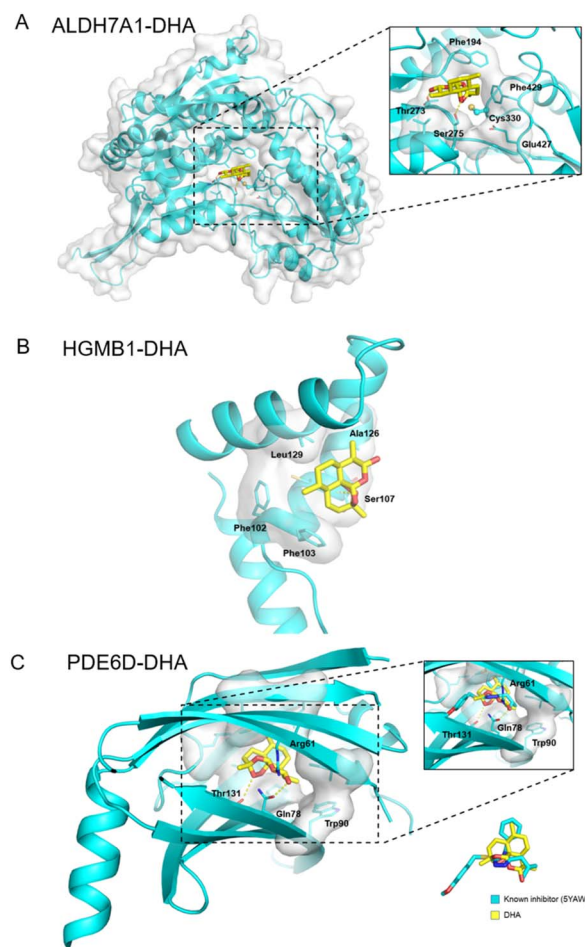 A ALDH7A1-DHA
Phe194
Phe429
Thr273
Cys330
Ser275
Glu427
B HGMB1-DHA
Ala126
Leu129
Ser107
Phe102
Phe103
C PDE6D-DHA
Arg61
Thr131
Gln78
Trp90
Arg61
Gln78
Thr131
Trp90
Known inhibitor (5YAW)
DHA